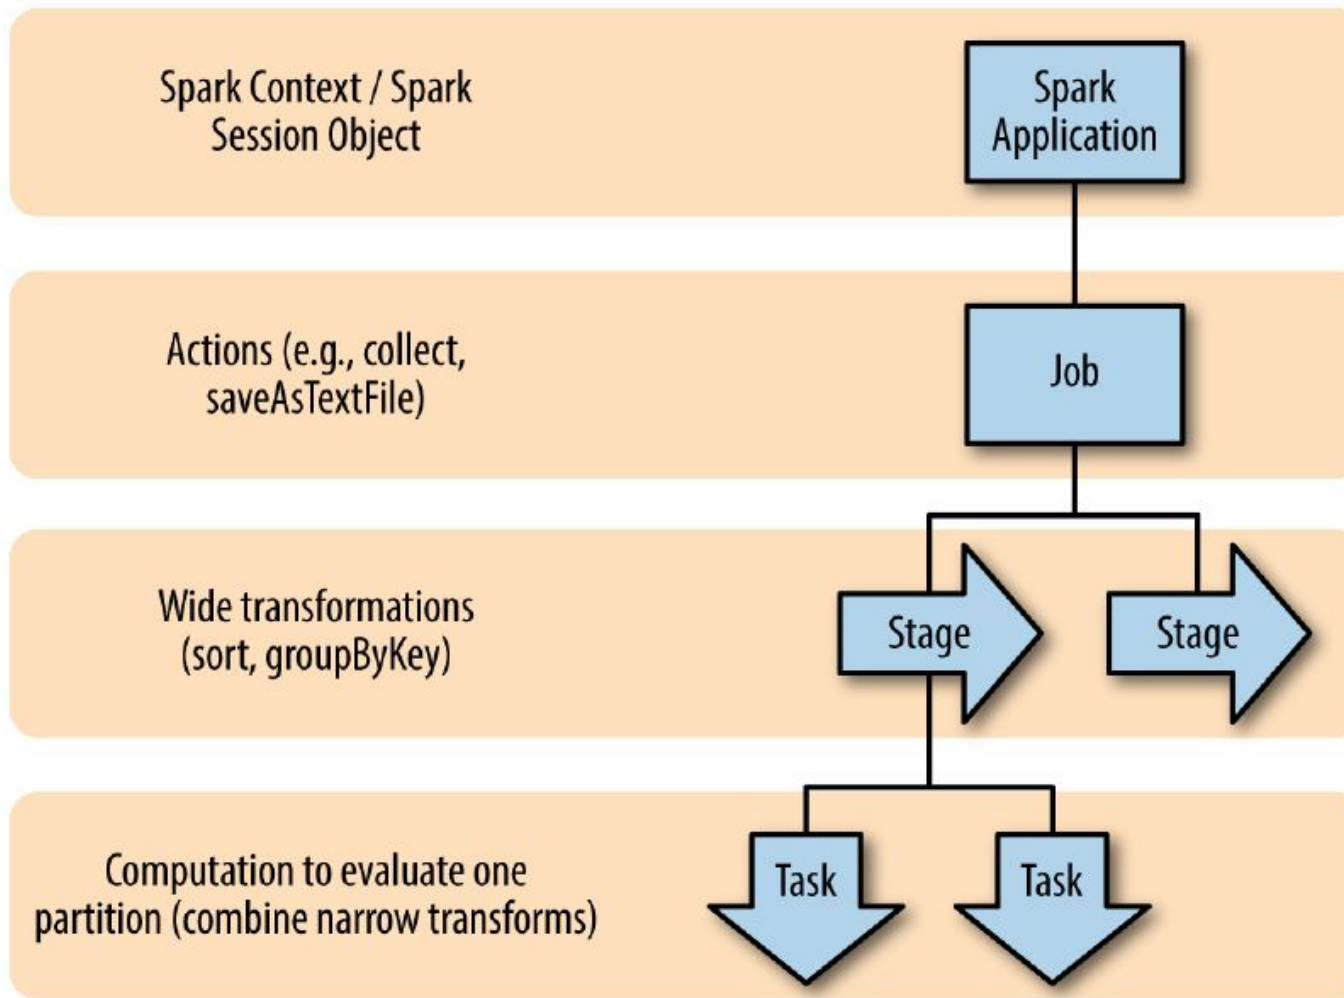 Spark Context / Spark
Session Object
Spark
Application
Actions (e.g., collect,
saveAsTextFile)
Job
Wide transformations
(sort, groupByKey)
Stage
Stage
Computation to evaluate one
partition (combine narrow transforms)
Task
Task